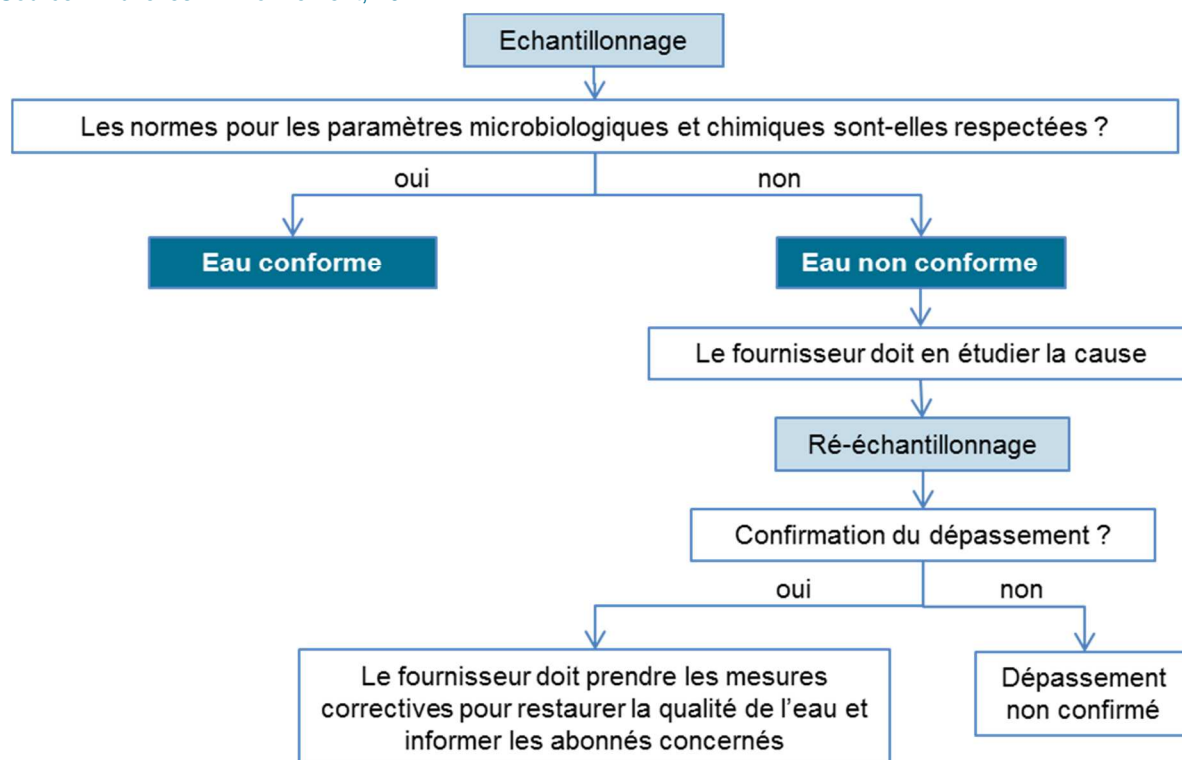 Echantillonnage
Les normes pour les paramètres microbiologiques et chimiques sont-elles respectées ?
oui
non
Eau conforme
Eau non conforme
Le fournisseur doit en étudier la cause
Ré-échantillonnage
Confirmation du dépassement ?
oui
non
Le fournisseur doit prendre les mesures
correctives pour restaurer la qualité de l'eau et
informer les abonnés concernés
Dépassement
non confirmé